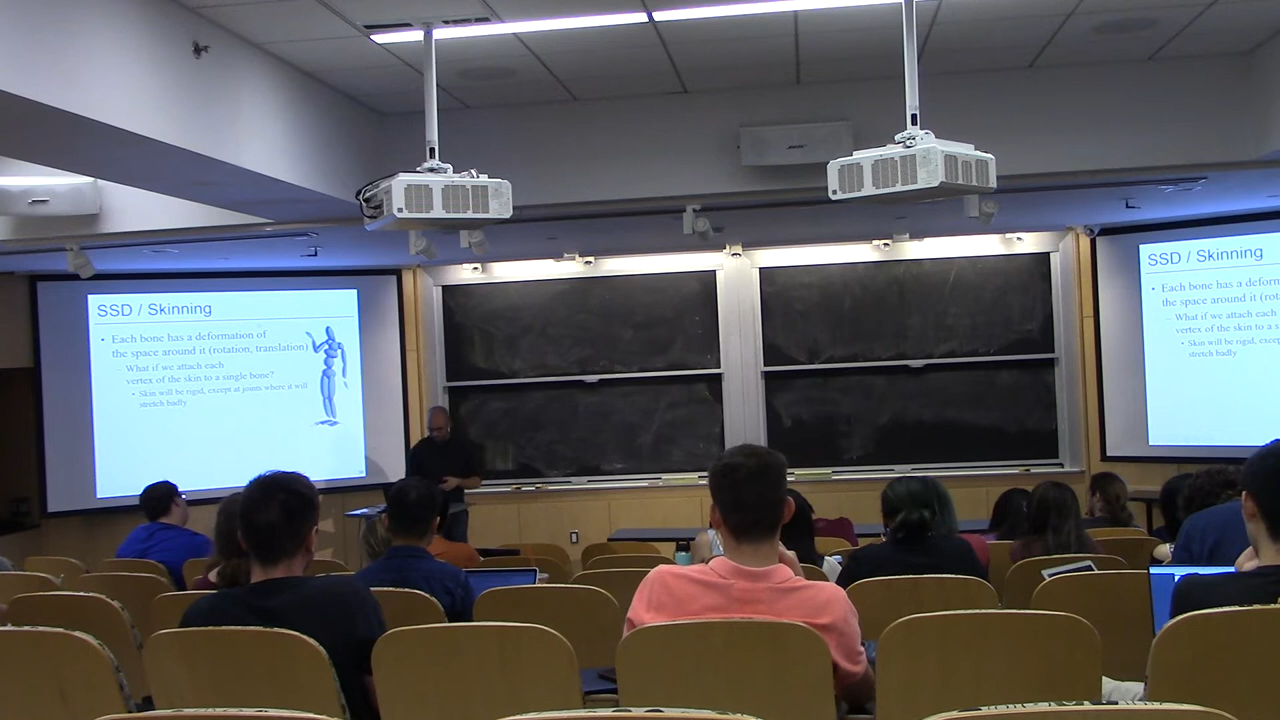 SSD / Skinning
• Each bone has a deformation of
the space around it (rotation, translation)
– What if we attach each
vertex of the skin to a single bone?
• Skin will be rigid, except at joints where it will
stretch badly
BOSE
SSD / Skinning
• Each bone has a deform
the space around it (rota
– What if we attach each
vertex of the skin to a s
• Skin will be rigid, excep
stretch badly